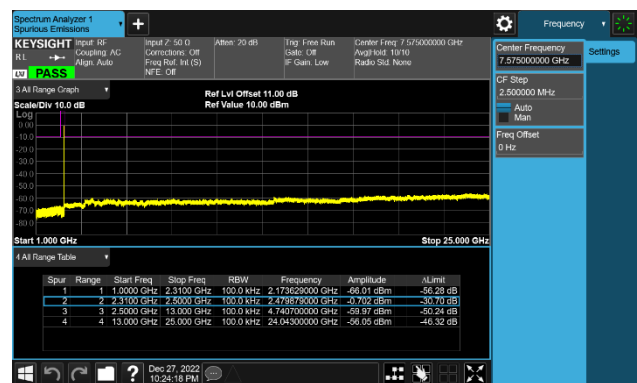 Spectrum Analyzer 1
Spurious Emissions
Frequency
KEYSIGHT
RL
Input: RF
Coupling: AC
Align: Auto
Input Z: 50 Ω
Corrections: Off
Freq Ref: Int (S)
NFE: Off
Atten: 20 dB
Trig: Free Run
Gate: Off
IF Gain: Low
Center Freq: 7.575000000 GHz
Avg|Hold: 10/10
Radio Std: None
PASS
Center Frequency
7.575000000 GHz
Settings
CF Step
2.500000 MHz
Auto
Man
Freq Offset
0 Hz
3 All Range Graph
Scale/Div 10.0 dB
Ref Lvl Offset 11.00 dB
Ref Value 10.00 dBm
Log
0.00
-10.0
-20.0
-30.0
-40.0
-50.0
-60.0
-70.0
-80.0
Start 1.000 GHz
Stop 25.000 GHz
4 All Range Table
Spur Range Start Freq Stop Freq RBW Frequency Amplitude ΔLimit
1 1 1.0000 GHz 2.3100 GHz 100.0 kHz 2.173629000 GHz -66.01 dBm -56.28 dB
2 2 2.3100 GHz 2.5000 GHz 100.0 kHz 2.479879000 GHz -0.702 dBm -30.70 dB
3 3 2.5000 GHz 13.000 GHz 100.0 kHz 4.740700000 GHz -59.97 dBm -50.24 dB
4 4 13.000 GHz 25.000 GHz 100.0 kHz 24.04300000 GHz -56.05 dBm -46.32 dB
?
Dec 27, 2022
10:24:18 PM